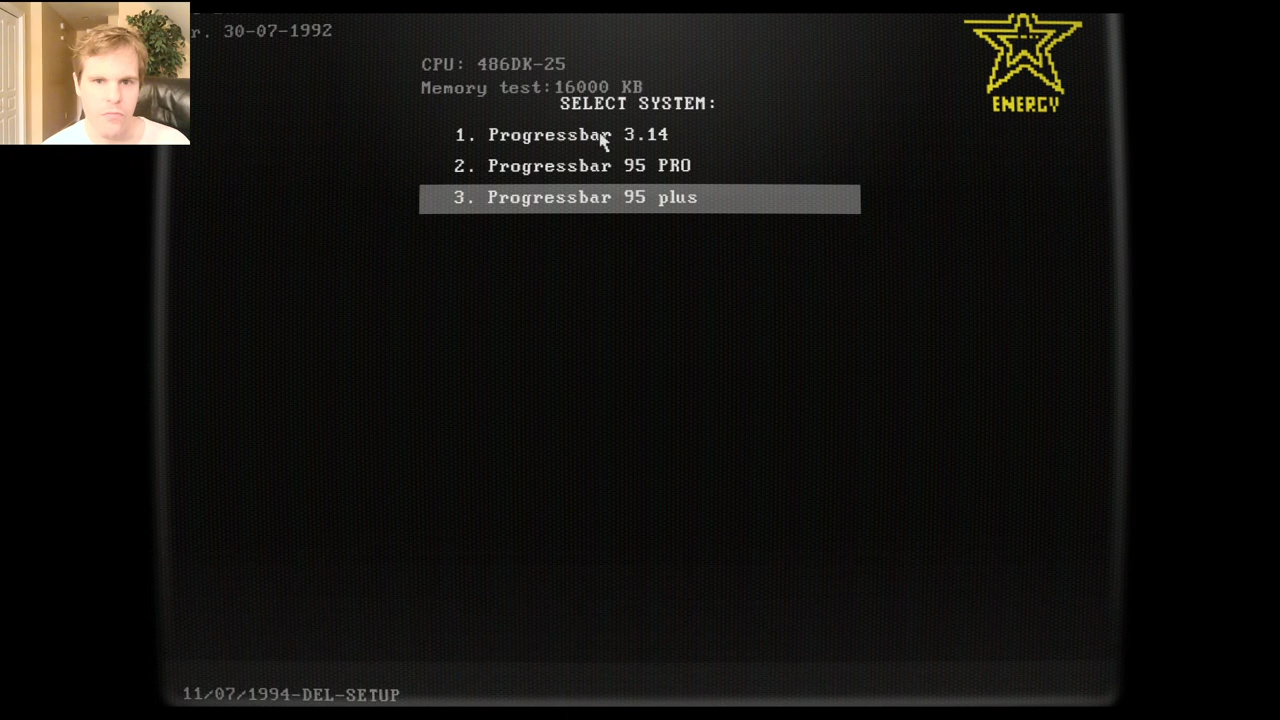 r. 30-07-1992
ENERGY
CPU: 486DK-25
Memory test:16000 KB
SELECT SYSTEM:
1. Progressbar 3.14
2. Progressbar 95 PRO
3. Progressbar 95 plus
11/07/1994-DEL-SETUP